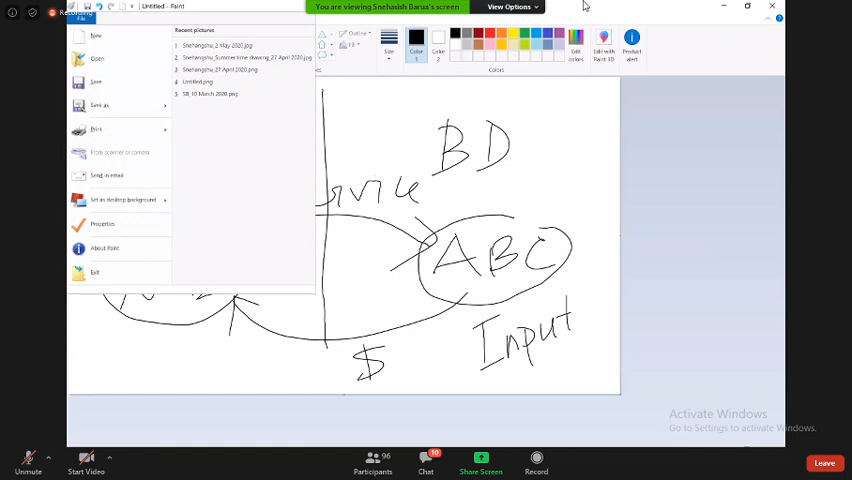 Recording
You are viewing Snehasish Barua's screen
View Options
Untitled - Paint
File
New
Open
Save
Save as
Print
From scanner or camera
Send in email
Set as desktop background
Properties
About Paint
Exit
Recent pictures
1 Snehangshu_2 May 2020.jpg
2 Snehangshu_Summer time drawing_27 April 2020.jpg
3 Snehangshu_27 April 2020.png
4 Untitled.png
5 SB_10 March 2020.png
Outline
Fill
Size
Color 1
Color 2
Colors
Edit colors
Edit with Paint 3D
Product alert
BD
rvice
ABC
Input
$
Activate Windows
Go to Settings to activate Windows.
Unmute
Start Video
96
Participants
10
Chat
Share Screen
Record
Leave